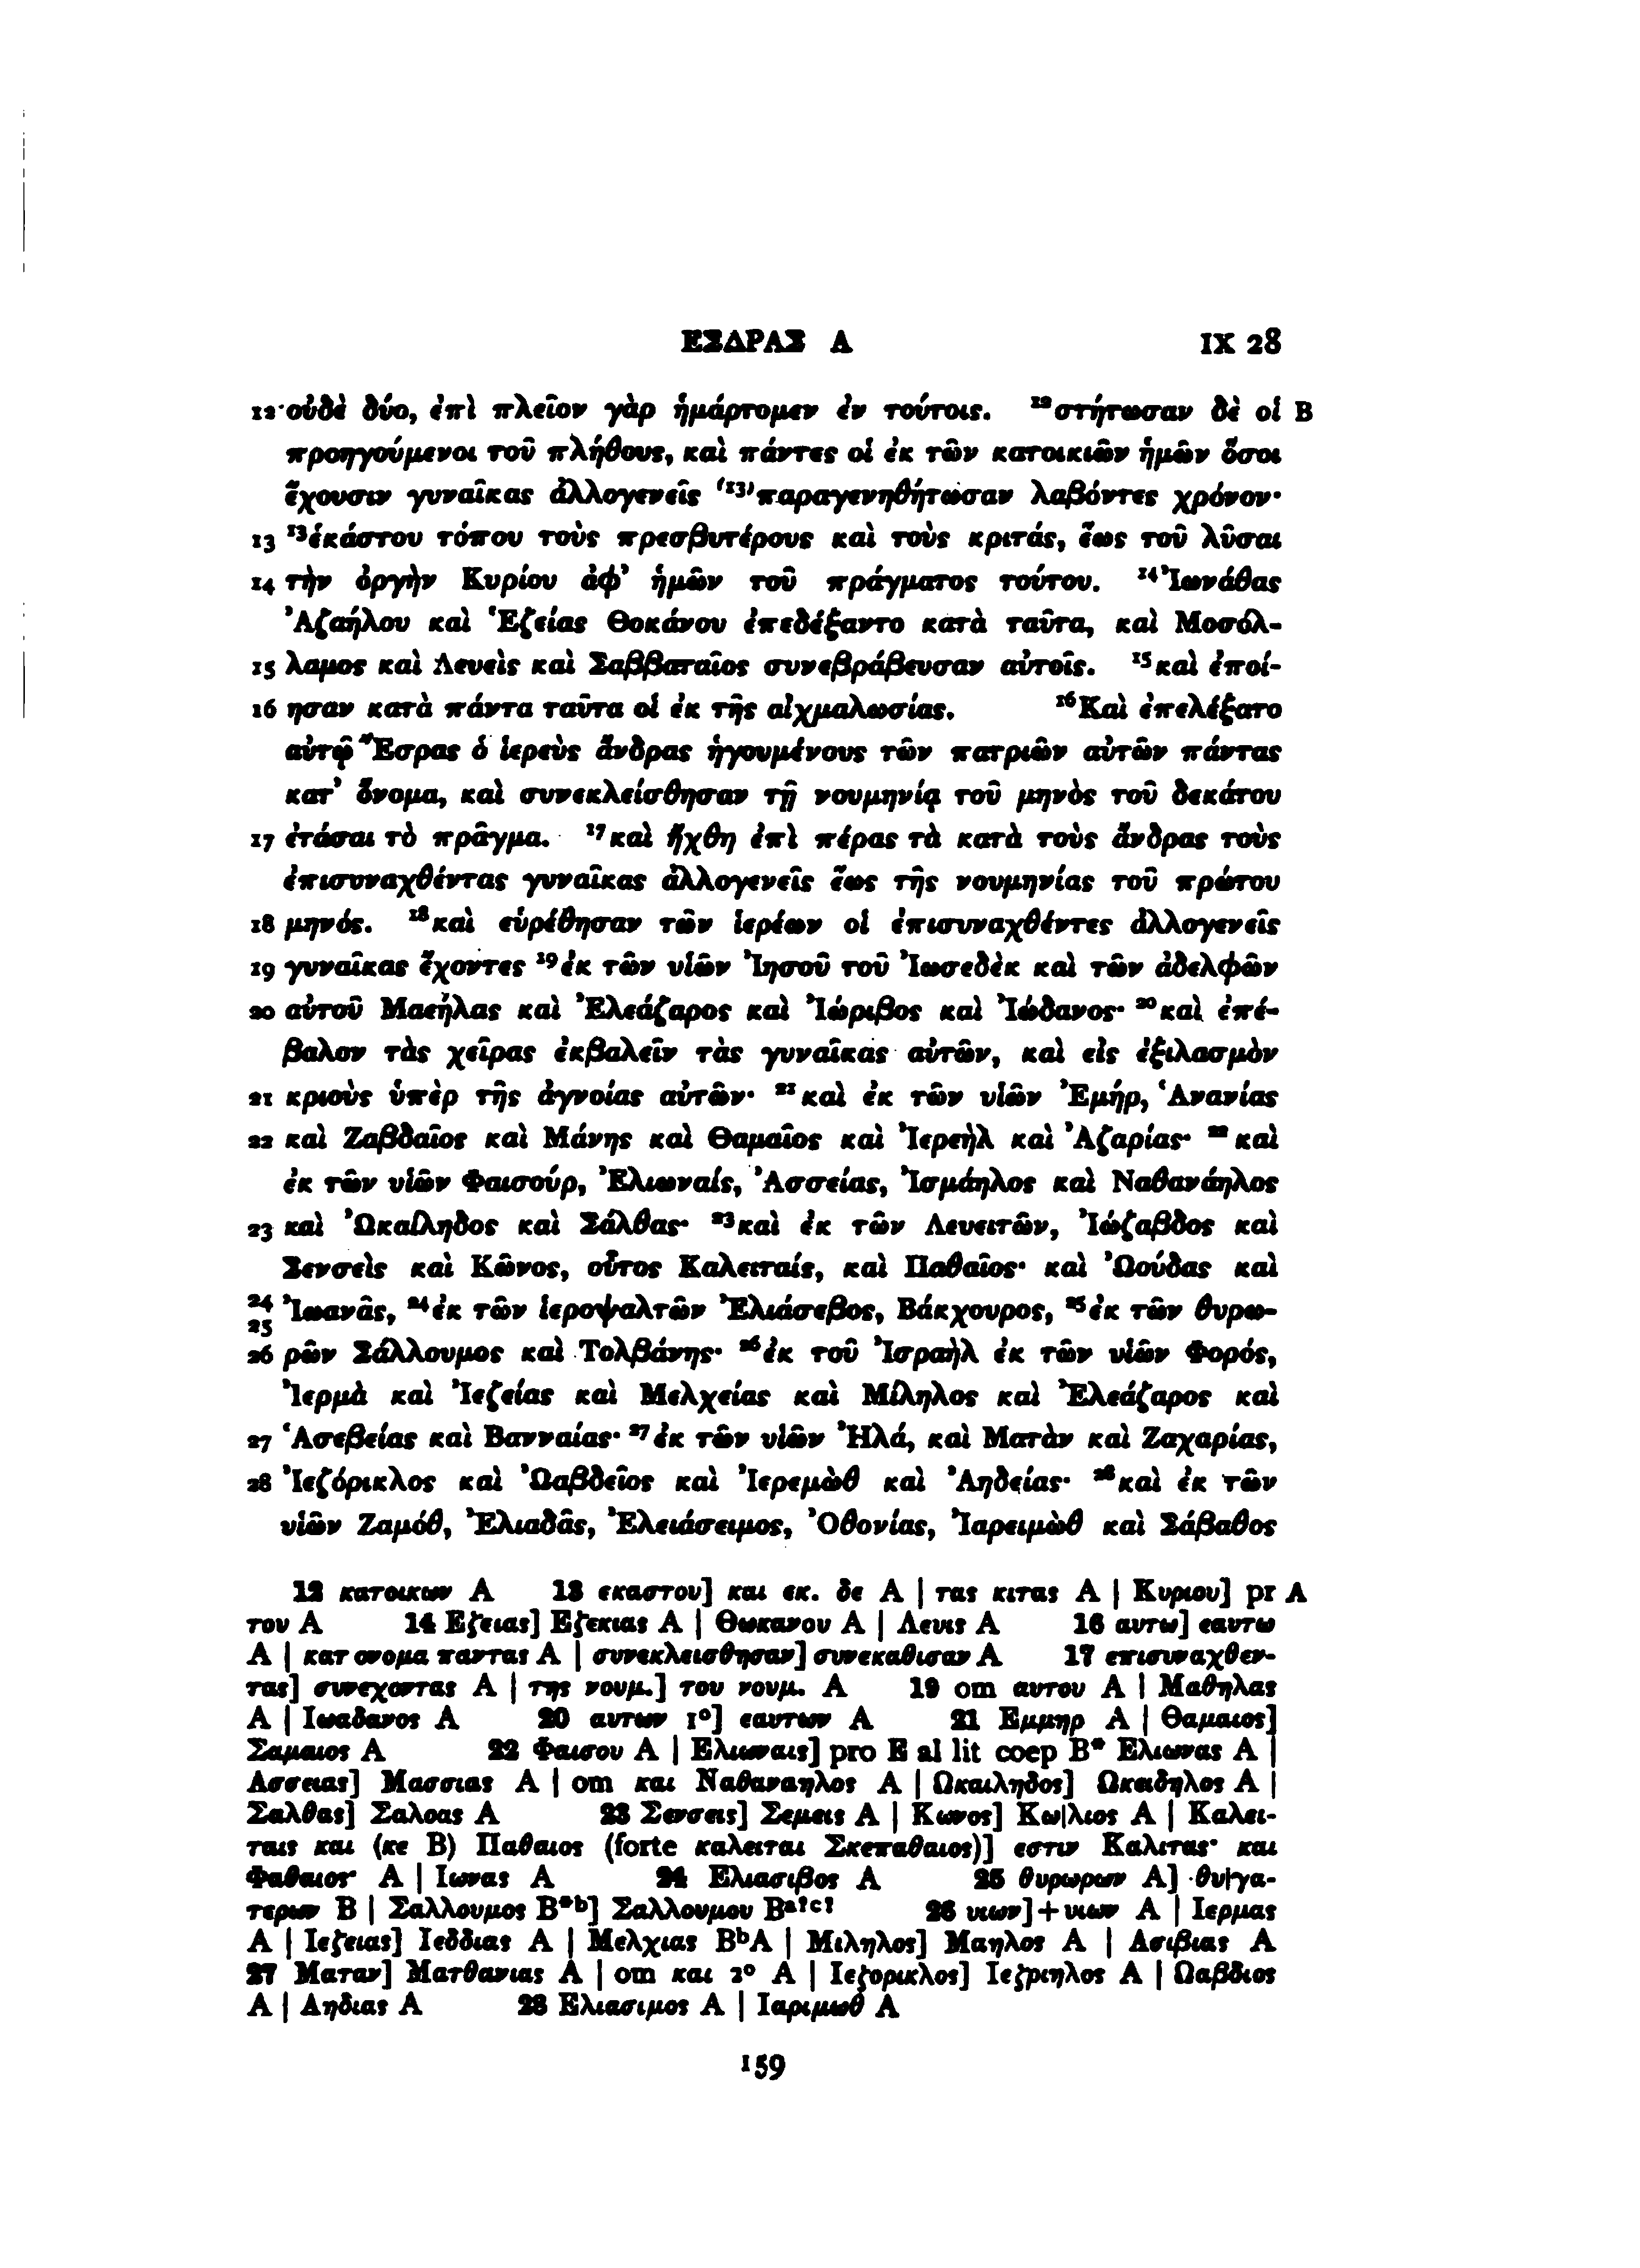 ΕΣΔΡΑΣ Α IX 28
12 οὐδὲ δύο, ἐπὶ πλεῖον γὰρ ἡμάρτομεν ἐν τούτοις. ¹²στήτωσαν δὲ οἱ B
προηγούμενοι τοῦ πλήθους, καὶ πάντες οἱ ἐκ τῶν κατοικιῶν ἡμῶν ὅσοι
ἔχουσιν γυναῖκας ἀλλογενεῖς ⁽¹³⁾παραγενηθήτωσαν λαβόντες χρόνον·
13 ¹³ἑκάστου τόπου τοὺς πρεσβυτέρους καὶ τοὺς κριτάς, ἕως τοῦ λῦσαι
14 τὴν ὀργὴν Κυρίου ἀφ’ ἡμῶν τοῦ πράγματος τούτου. ¹⁴Ἰωνάθας
Ἀζαήλου καὶ Ἑζείας Θοκάνου ἐπεδέξαντο κατὰ ταῦτα, καὶ Μοσόλ-
15 λαμος καὶ Λευεὶς καὶ Σαββαταῖος συνεβράβευσαν αὐτοῖς. ¹⁵καὶ ἐποί-
16 ησαν κατὰ πάντα ταῦτα οἱ ἐκ τῆς αἰχμαλωσίας. ¹⁶Καὶ ἐπελέξατο
αὐτῷ Ἔσρας ὁ ἱερεὺς ἄνδρας ἡγουμένους τῶν πατριῶν αὐτῶν πάντας
κατ’ ὄνομα, καὶ συνεκλείσθησαν τῇ νουμηνίᾳ τοῦ μηνὸς τοῦ δεκάτου
17 ἐτάσαι τὸ πρᾶγμα. ¹⁷καὶ ἤχθη ἐπὶ πέρας τὰ κατὰ τοὺς ἄνδρας τοὺς
ἐπισυναχθέντας γυναῖκας ἀλλογενεῖς ἕως τῆς νουμηνίας τοῦ πρώτου
18 μηνός. ¹⁸καὶ εὑρέθησαν τῶν ἱερέων οἱ ἐπισυναχθέντες ἀλλογενεῖς
19 γυναῖκας ἔχοντες ¹⁹ἐκ τῶν υἱῶν Ἰησοῦ τοῦ Ἰωσεδὲκ καὶ τῶν ἀδελφῶν
20 αὐτοῦ Μαεήλας καὶ Ἐλεάζαρος καὶ Ἰώριβος καὶ Ἰώδανος· ²⁰καὶ ἐπέ-
βαλον τὰς χεῖρας ἐκβαλεῖν τὰς γυναῖκας αὐτῶν, καὶ εἰς ἐξιλασμὸν
21 κριοὺς ὑπὲρ τῆς ἀγνοίας αὐτῶν· ²¹καὶ ἐκ τῶν υἱῶν Ἐμήρ, Ἁνανίας
22 καὶ Ζαβδαῖος καὶ Μάνης καὶ Θαμαῖος καὶ Ἰερεὴλ καὶ Ἀζαρίας· ²²καὶ
ἐκ τῶν υἱῶν Φαισούρ, Ἐλιωναίς, Ἀσσείας, Ἰσμάηλος καὶ Ναθανάηλος
23 καὶ Ὠκαίληδος καὶ Σάλθας· ²³καὶ ἐκ τῶν Λευειτῶν, Ἰώζαβδος καὶ
Σενσεὶς καὶ Κῶνος, οὗτος Καλειταίς, καὶ Παθαῖος· καὶ Ὠούδας καὶ
24 Ἰωανᾶς, ²⁴ἐκ τῶν ἱεροψαλτῶν Ἐλιάσεβος, Βάκχουρος, ²⁵ἐκ τῶν θυρω-
25
26 ρῶν Σάλλουμος καὶ Τολβάνης· ²⁶ἐκ τοῦ Ἰσραὴλ ἐκ τῶν υἱῶν Φορός,
Ἰερμὰ καὶ Ἰεζείας καὶ Μελχείας καὶ Μίληλος καὶ Ἐλεάζαρος καὶ
27 Ἁσεβείας καὶ Βανναίας· ²⁷ἐκ τῶν υἱῶν Ἠλά, καὶ Ματὰν καὶ Ζαχαρίας,
28 Ἰεζόρικλος καὶ Ὠαβδεῖος καὶ Ἰερεμὼθ καὶ Ἀηδείας· ²⁸καὶ ἐκ τῶν
υἱῶν Ζαμόθ, Ἐλιαδᾶς, Ἐλειάσειμος, Ὀθονίας, Ἰαρειμὼθ καὶ Σάβαθος
12 κατοικων A 13 εκαστου] και εκ. δε A | τας κιτας A | Κυριου] pr A
του A 14 Εζειας] Εζεκιας A | Θωκανου A | Λευις A 16 αυτω] εαυτω
A | κατ ονομα παντας A | συνεκλεισθησαν] συνεκαθισαν A 17 επισυναχθεν-
τας] συνεχοντας A | της νουμ.] του νουμ. A 19 om αυτου A | Μαθηλας
A | Ιωαδανος A 20 αυτων 1°] εαυτων A 21 Εμμηρ A | Θαμαιος]
Σαμαιος A 22 Φαισου A | Ελιωναις] pro E al lit coep B* Ελιωνας A |
Ασσειας] Μασσιας A | om και Ναθαναηλος A | Ωκαιληδος] Ωκειδηλος A |
Σαλθας] Σαλοας A 23 Σενσεις] Σεμεις A | Κωνος] Κω|λιος A | Καλει-
ταις και (κε B) Παθαιος (forte καλειται Σκεπαθαιος)] εστιν Καλιτας· και
Φαθαιος· A | Ιωνας A 24 Ελιασιβος A 25 θυρωρων A] θυ|γα-
τερων B | Σαλλουμος B*ᵇ] Σαλλουμου Bᵃ?ᶜ? 26 υιων]+υιων A | Ιερμας
A | Ιεζειας] Ιεδδιας A | Μελχιας BᵇA | Μιληλος] Μαηλος A | Ασιβιας A
27 Ματαν] Ματθανιας A | om και 2° A | Ιεζορικλος] Ιεζριηλος A | Ωαβδιος
A | Αηδιας A 28 Ελιασιμος A | Ιαριμωθ A
159